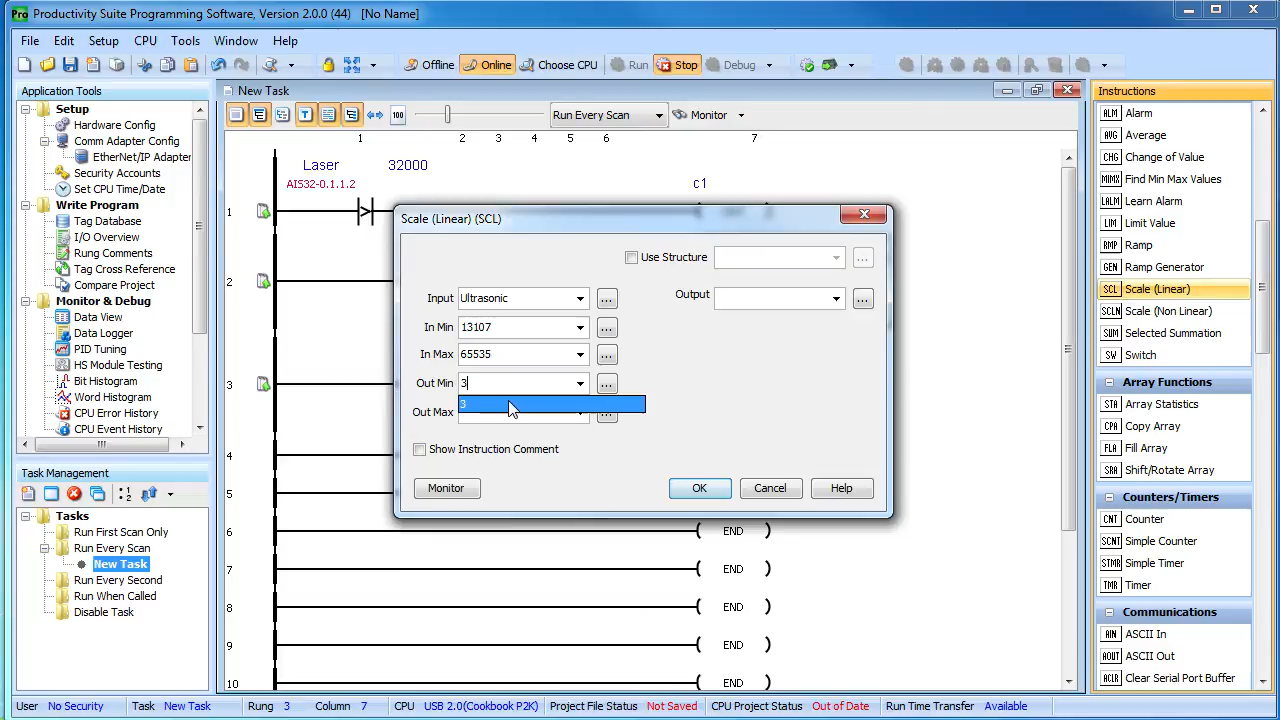 Pro Productivity Suite Programming Software, Version 2.0.0 (44) [No Name]
File Edit Setup CPU Tools Window Help
Offline Online Choose CPU Run Stop Debug
Application Tools
Setup
Hardware Config
Comm Adapter Config
EtherNet/IP Adapter
Security Accounts
Set CPU Time/Date
Write Program
Tag Database
I/O Overview
Rung Comments
Tag Cross Reference
Compare Project
Monitor & Debug
Data View
Data Logger
PID Tuning
HS Module Testing
Bit Histogram
Word Histogram
CPU Error History
CPU Event History
Task Management
Tasks
Run First Scan Only
Run Every Scan
New Task
Run Every Second
Run When Called
Disable Task
New Task
T 100 Run Every Scan Monitor
1 2 3 4 5 6 7
Laser 32000
AIS32-0.1.1.2 c1
1
2
3
4
5
6 END
7 END
8 END
9 END
10 END
Scale (Linear) (SCL)
Use Structure
Input Ultrasonic Output
In Min 13107
In Max 65535
Out Min 3
3
Out Max
Show Instruction Comment
Monitor OK Cancel Help
Instructions
ALM Alarm
AVG Average
CHG Change of Value
MIMX Find Min Max Values
ALM Learn Alarm
LIM Limit Value
RMP Ramp
GEN Ramp Generator
SCL Scale (Linear)
SCLN Scale (Non Linear)
SUM Selected Summation
SW Switch
Array Functions
STA Array Statistics
CPA Copy Array
FLA Fill Array
SRA Shift/Rotate Array
Counters/Timers
CNT Counter
SCNT Simple Counter
STMR Simple Timer
TMR Timer
Communications
AIN ASCII In
AOUT ASCII Out
ACLR Clear Serial Port Buffer
User No Security Task New Task Rung 3 Column 7 CPU USB 2.0(Cookbook P2K) Project File Status Not Saved CPU Project Status Out of Date Run Time Transfer Available